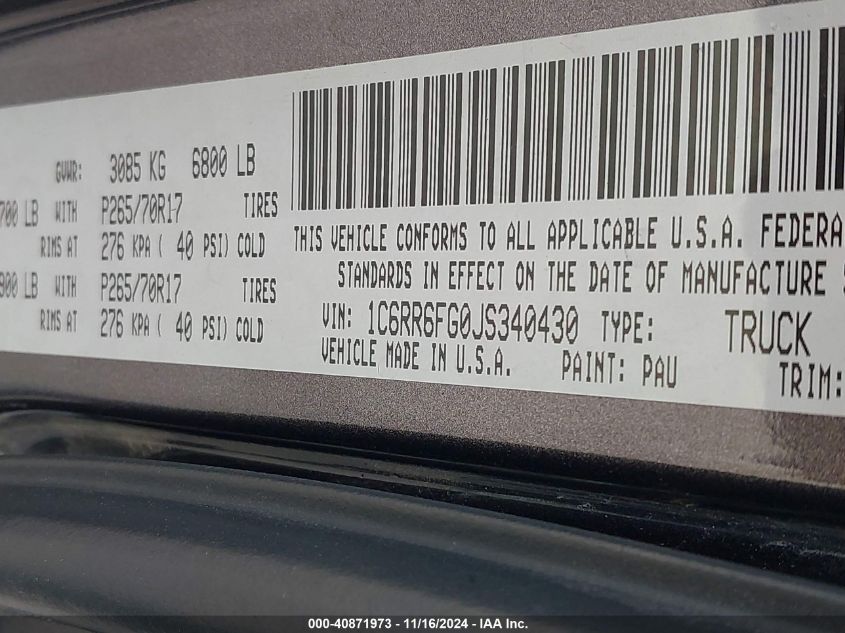 GVWR: 3085 KG 6800 LB
700 LB WITH P265/70R17 TIRES
RIMS AT 276 KPA ( 40 PSI) COLD
900 LB WITH P265/70R17 TIRES
RIMS AT 276 KPA ( 40 PSI) COLD
THIS VEHICLE CONFORMS TO ALL APPLICABLE U.S.A. FEDERA
STANDARDS IN EFFECT ON THE DATE OF MANUFACTURE
VIN: 1C6RR6FG0JS340430 TYPE: TRUCK
VEHICLE MADE IN U.S.A. PAINT: PAU TRIM:
000-40871973 - 11/16/2024 - IAA Inc.